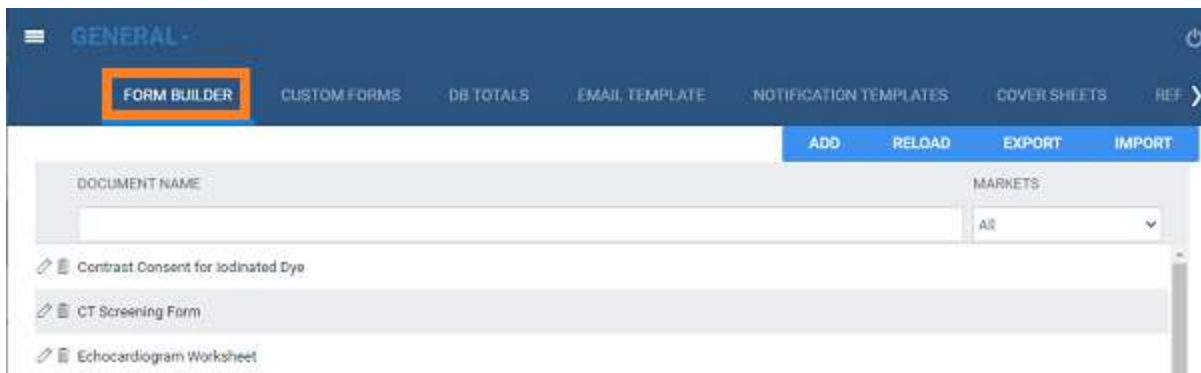 GENERAL
FORM BUILDER CUSTOM FORMS DB TOTALS EMAIL TEMPLATE NOTIFICATION TEMPLATES COVER SHEETS REF
ADD RELOAD EXPORT IMPORT
DOCUMENT NAME MARKETS
All
Contrast Consent for Iodinated Dye
CT Screening Form
Echocardiogram Worksheet